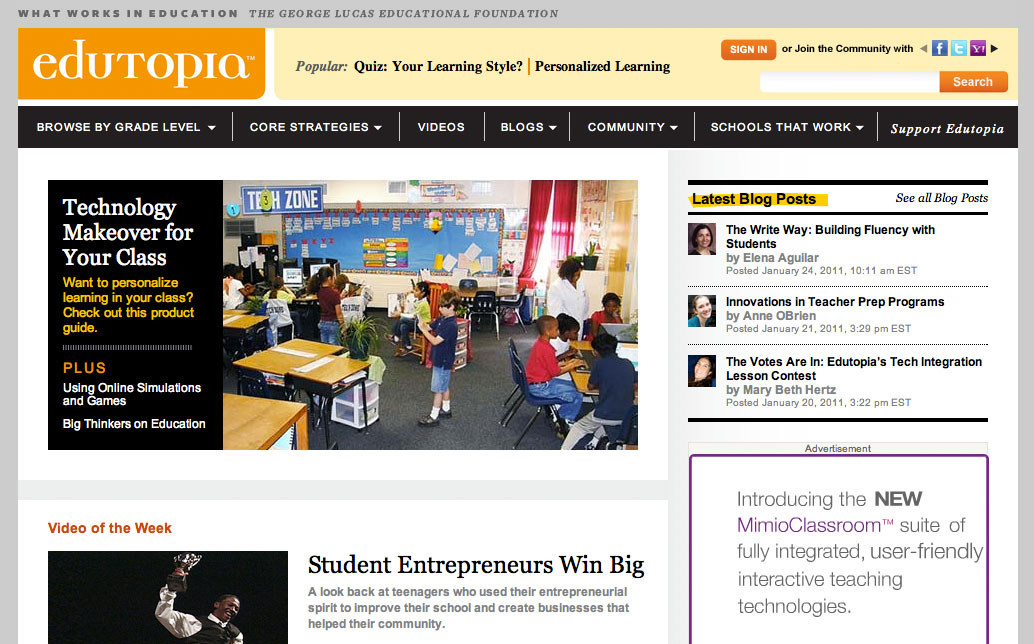 WHAT WORKS IN EDUCATION THE GEORGE LUCAS EDUCATIONAL FOUNDATION
edutopia™
Popular: Quiz: Your Learning Style? | Personalized Learning
SIGN IN or Join the Community with
Search
BROWSE BY GRADE LEVEL
CORE STRATEGIES
VIDEOS
BLOGS
COMMUNITY
SCHOOLS THAT WORK
Support Edutopia
Technology
Makeover for
Your Class
Want to personalize
learning in your class?
Check out this product
guide.
PLUS
Using Online Simulations
and Games
Big Thinkers on Education
T3CH ZONE
Latest Blog Posts
See all Blog Posts
The Write Way: Building Fluency with
Students
by Elena Aguilar
Posted January 24, 2011, 10:11 am EST
Innovations in Teacher Prep Programs
by Anne OBrien
Posted January 21, 2011, 3:29 pm EST
The Votes Are In: Edutopia's Tech Integration
Lesson Contest
by Mary Beth Hertz
Posted January 20, 2011, 3:22 pm EST
Advertisement
Introducing the NEW
MimioClassroom™ suite of
fully integrated, user-friendly
interactive teaching
technologies.
Video of the Week
Student Entrepreneurs Win Big
A look back at teenagers who used their entrepreneurial
spirit to improve their school and create businesses that
helped their community.